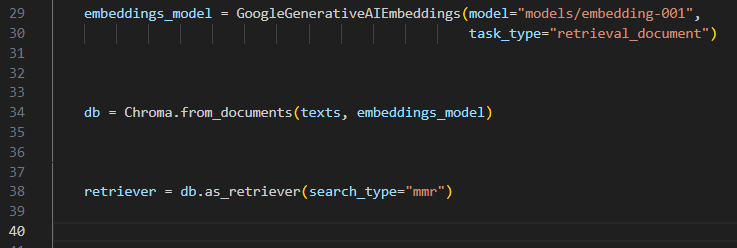 29 embeddings_model = GoogleGenerativeAIEmbeddings(model="models/embedding-001",
30 task_type="retrieval_document")
31
32
33
34 db = Chroma.from_documents(texts, embeddings_model)
35
36
37
38 retriever = db.as_retriever(search_type="mmr")
39
40
41